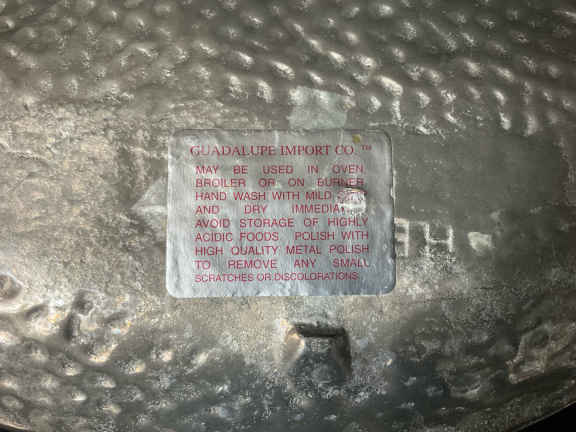 GUADALUPE IMPORT CO.™
MAY BE USED IN OVEN,
BROILER OR ON BURNER
HAND WASH WITH MILD
AND DRY
AVOID STORAGE OF HIGHLY
ACIDIC FOODS. POLISH WITH
HIGH QUALITY METAL POLISH
TO REMOVE ANY SMALL
SCRATCHES OR DISCOLORATIONS.